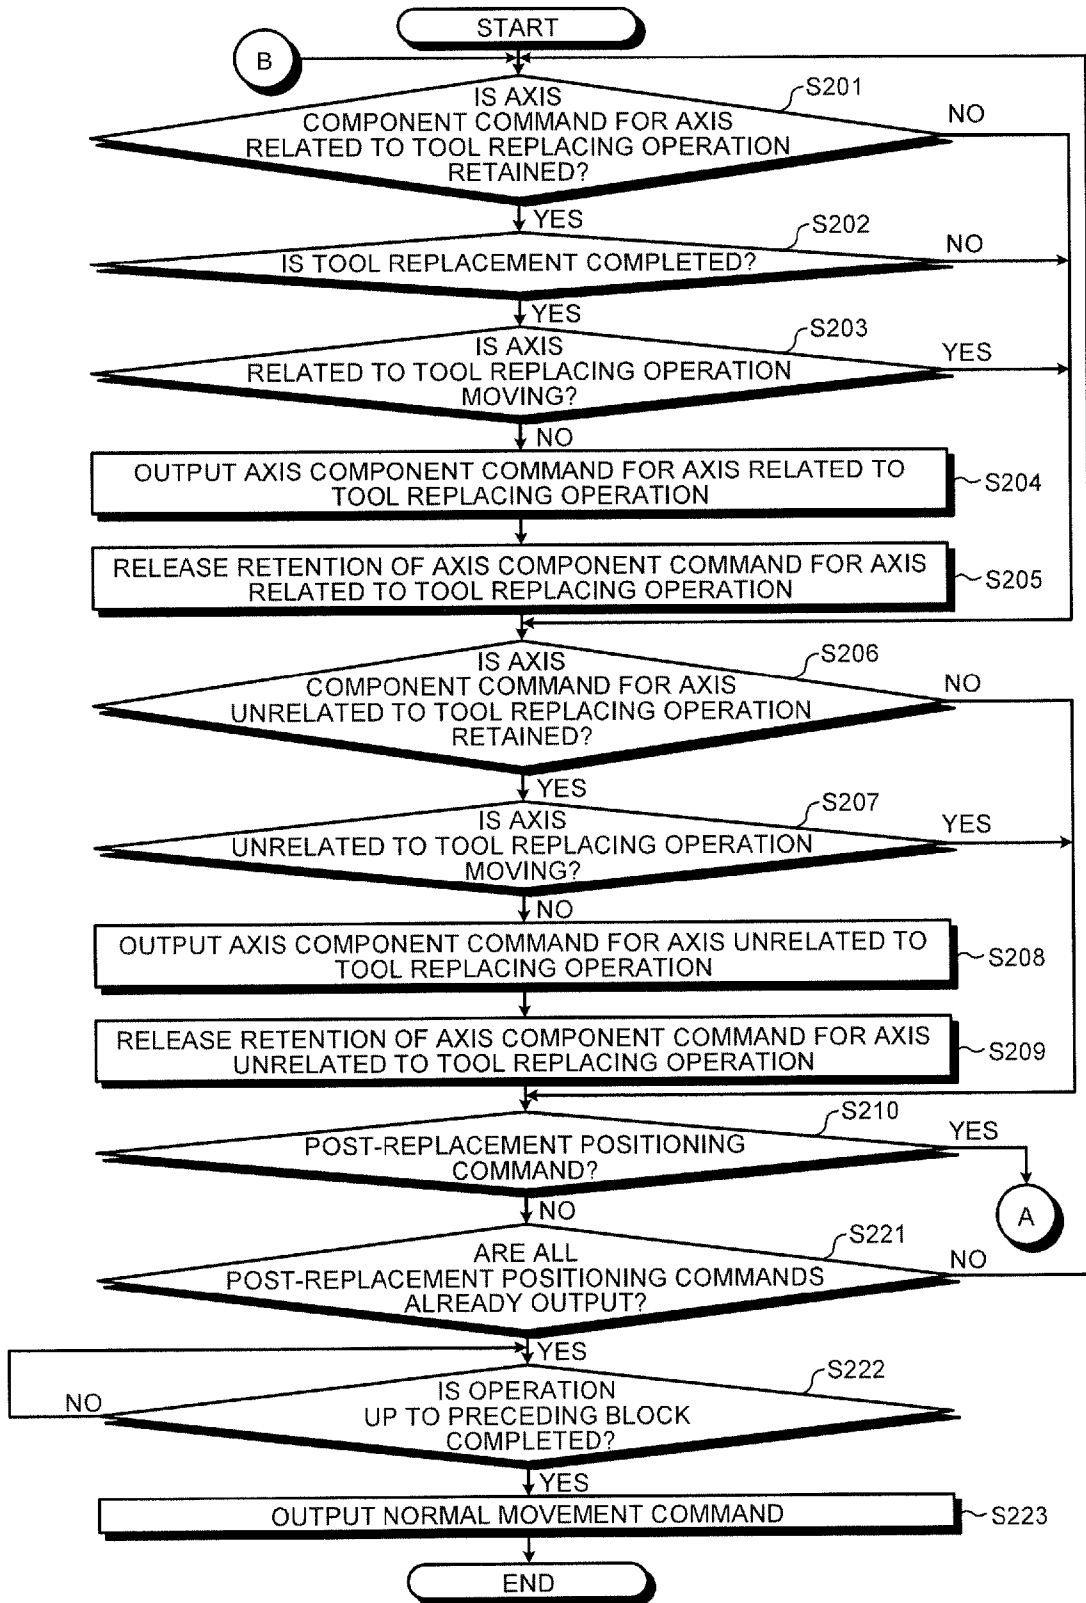 START
B
S201
IS AXIS
COMPONENT COMMAND FOR AXIS
RELATED TO TOOL REPLACING OPERATION
RETAINED?
NO
YES
S202
IS TOOL REPLACEMENT COMPLETED?
NO
YES
S203
IS AXIS
RELATED TO TOOL REPLACING OPERATION
MOVING?
YES
NO
OUTPUT AXIS COMPONENT COMMAND FOR AXIS RELATED TO
TOOL REPLACING OPERATION
S204
RELEASE RETENTION OF AXIS COMPONENT COMMAND FOR AXIS
RELATED TO TOOL REPLACING OPERATION
S205
S206
IS AXIS
COMPONENT COMMAND FOR AXIS
UNRELATED TO TOOL REPLACING OPERATION
RETAINED?
NO
YES
S207
IS AXIS
UNRELATED TO TOOL REPLACING OPERATION
MOVING?
YES
NO
OUTPUT AXIS COMPONENT COMMAND FOR AXIS UNRELATED TO
TOOL REPLACING OPERATION
S208
RELEASE RETENTION OF AXIS COMPONENT COMMAND FOR AXIS
UNRELATED TO TOOL REPLACING OPERATION
S209
S210
POST-REPLACEMENT POSITIONING
COMMAND?
YES
A
NO
S221
ARE ALL
POST-REPLACEMENT POSITIONING COMMANDS
ALREADY OUTPUT?
NO
YES
S222
IS OPERATION
UP TO PRECEDING BLOCK
COMPLETED?
NO
YES
OUTPUT NORMAL MOVEMENT COMMAND
S223
END